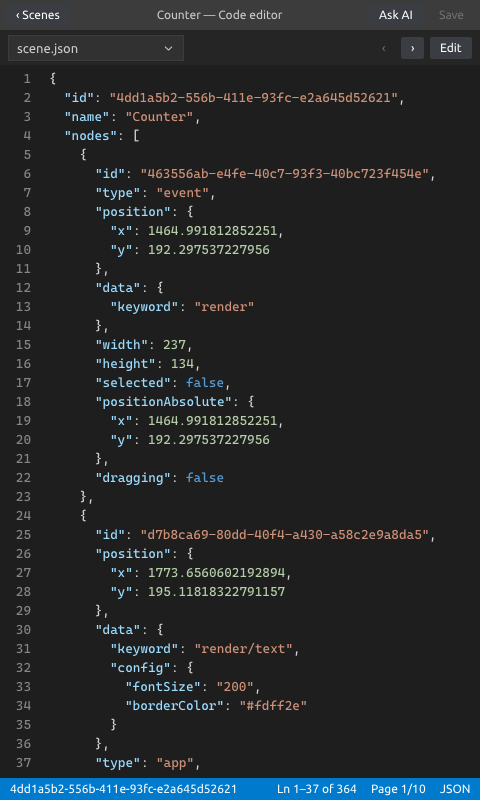 ‹ Scenes Counter — Code editor Ask AI Save
scene.json ‹ › Edit
1 {
2 "id": "4dd1a5b2-556b-411e-93fc-e2a645d52621",
3 "name": "Counter",
4 "nodes": [
5 {
6 "id": "463556ab-e4fe-40c7-93f3-40bc723f454e",
7 "type": "event",
8 "position": {
9 "x": 1464.991812852251,
10 "y": 192.297537227956
11 },
12 "data": {
13 "keyword": "render"
14 },
15 "width": 237,
16 "height": 134,
17 "selected": false,
18 "positionAbsolute": {
19 "x": 1464.991812852251,
20 "y": 192.297537227956
21 },
22 "dragging": false
23 },
24 {
25 "id": "d7b8ca69-80dd-40f4-a430-a58c2e9a8da5",
26 "position": {
27 "x": 1773.6560602192894,
28 "y": 195.11818322791157
29 },
30 "data": {
31 "keyword": "render/text",
32 "config": {
33 "fontSize": "200",
34 "borderColor": "#fdff2e"
35 }
36 },
37 "type": "app",
4dd1a5b2-556b-411e-93fc-e2a645d52621 Ln 1–37 of 364 Page 1/10 JSON